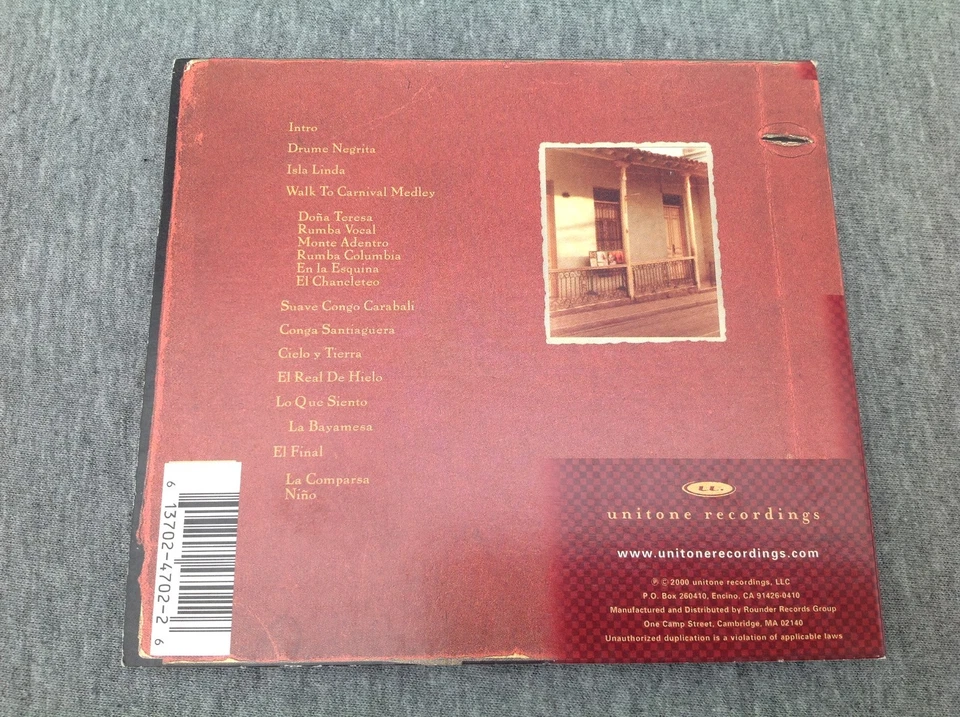 Intro
Drume Negrita
Isla Linda
Walk To Carnival Medley
Doña Teresa
Rumba Vocal
Monte Adentro
Rumba Columbia
En la Esquina
El Chancleteo
Suave Congo Carabali
Conga Santiaguera
Cielo y Tierra
El Real De Hielo
Lo Que Siento
La Bayamesa
El Final
La Comparsa
Niño
6 13702-4702-2 6
u.
unitone recordings
www.unitonerecordings.com
℗ © 2000 unitone recordings, LLC
P.O. Box 260410, Encino, CA 91426-0410
Manufactured and Distributed by Rounder Records Group
One Camp Street, Cambridge, MA 02140
Unauthorized duplication is a violation of applicable laws